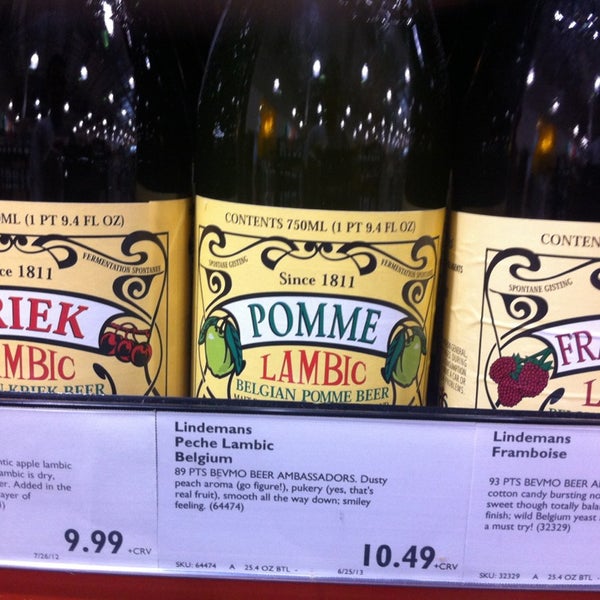 ML (1 PT 9.4 FL OZ)
FERMENTATION SPONTANEE
ce 1811
RIEK
MBIC
KRIEK BEER
CONTENTS 750ML (1 PT 9.4 FL OZ)
SPONTANE GISTING
FERMENTATION SPONTANEE
Since 1811
POMME
LAMBIC
BELGIAN POMME BEER
CONTEN
SPONTANE GISTING
FRA
L
ntic apple lambic
ambic is dry,
er. Added in the
ayer of
9.99 +CRV
7/26/12
Lindemans
Peche Lambic
Belgium
89 PTS BEVMO BEER AMBASSADORS. Dusty
peach aroma (go figure!), pukery (yes, that's
real fruit), smooth all the way down; smiley
feeling. (64474)
10.49 +CRV
SKU: 64474 A 25.4 OZ BTL - 6/25/13
Lindemans
Framboise
93 PTS BEVMO BEER A
cotton candy bursting no
sweet though totally bala
finish; wild Belgium yeast
a must try! (32329)
SKU: 32329 A 25.4 OZ BTL